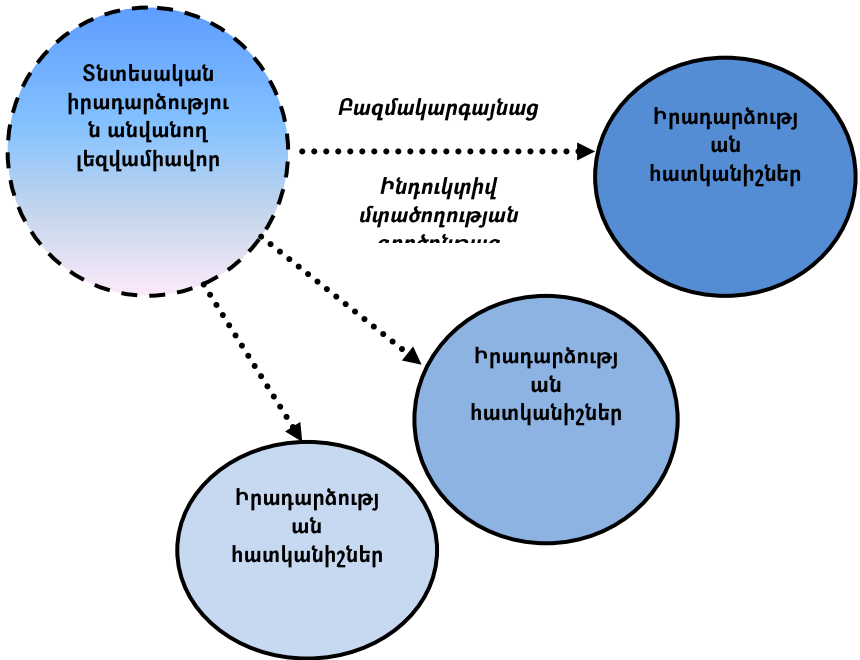 Տնտեսական
իրադարձությու
ն անվանող
լեզվամիավոր
Բազմակարգայնաց
Ինդուկտիվ
մտածողության
Իրադարձությ
ան
հատկանիշներ
Իրադարձությ
ան
հատկանիշներ
Իրադարձությ
ան
հատկանիշներ